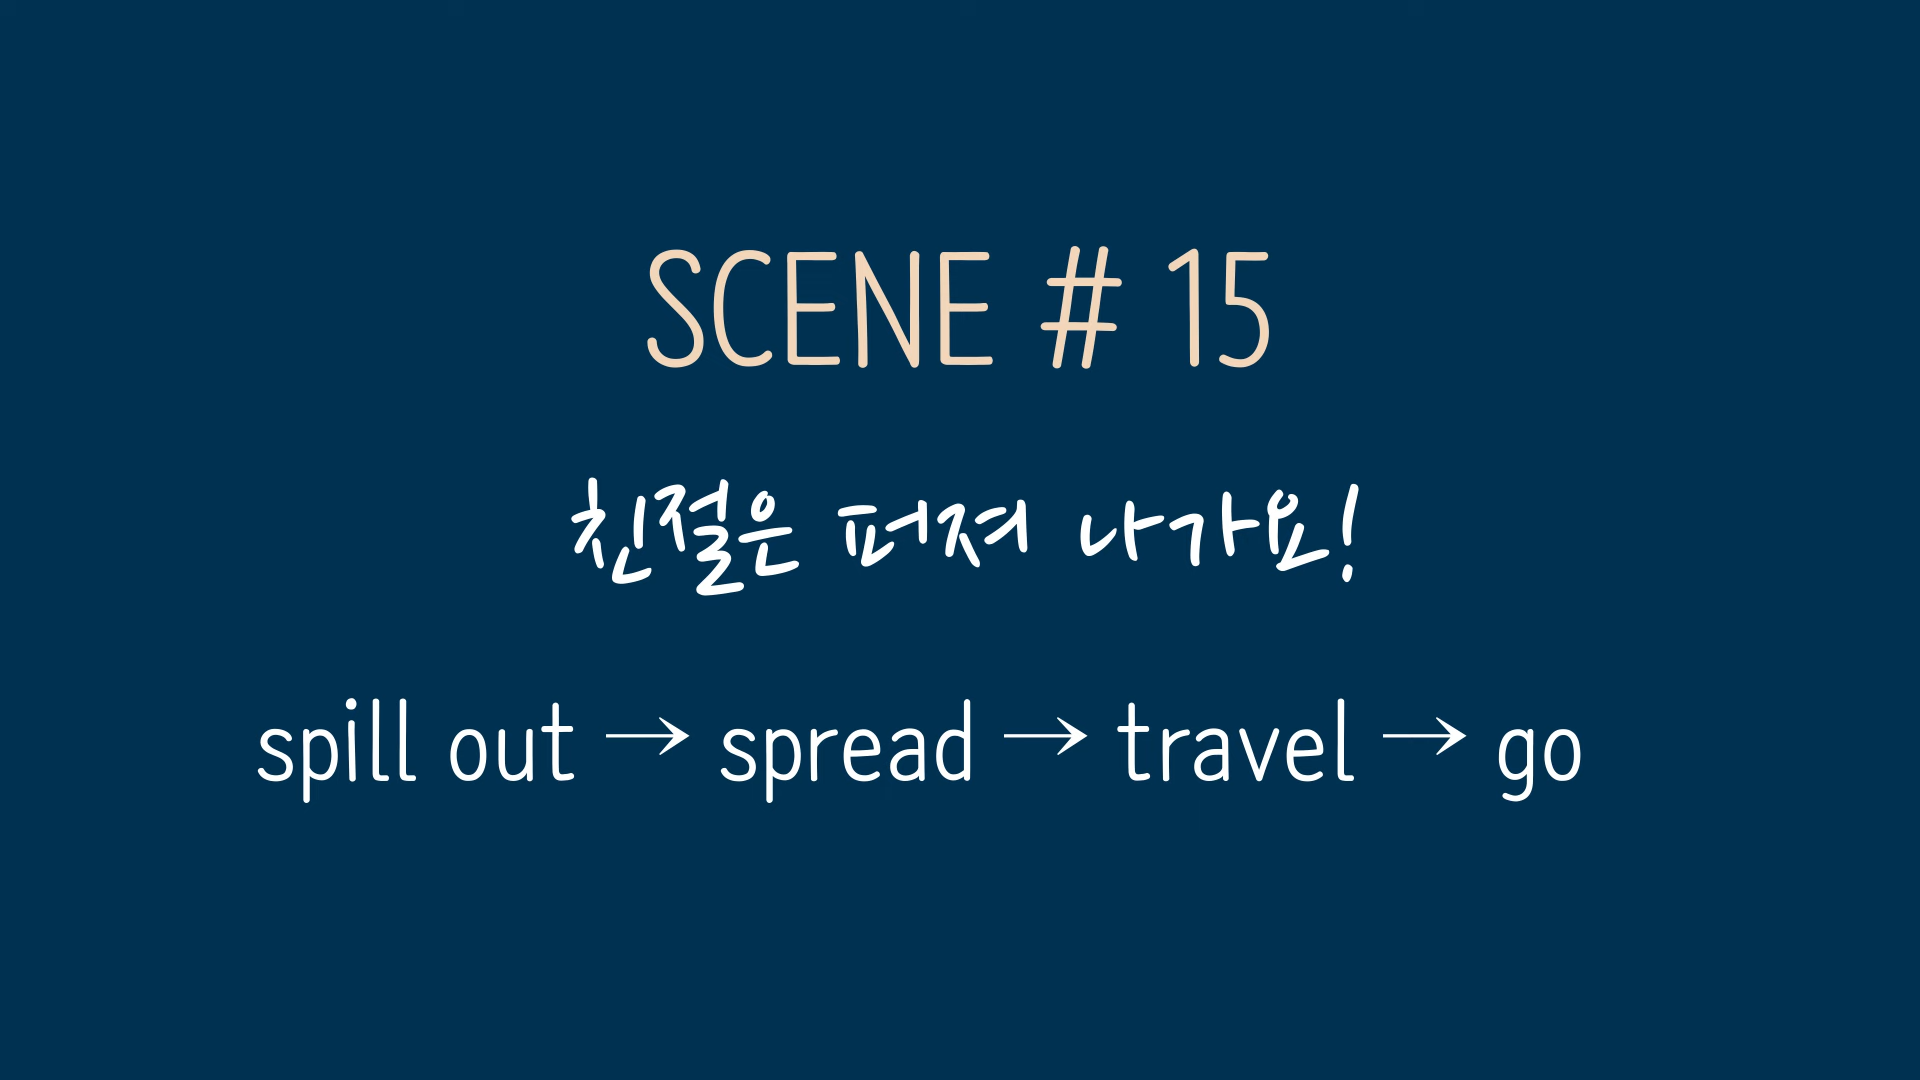 SCENE # 15
친절은 퍼져 나가요!
spill out → spread → travel → go